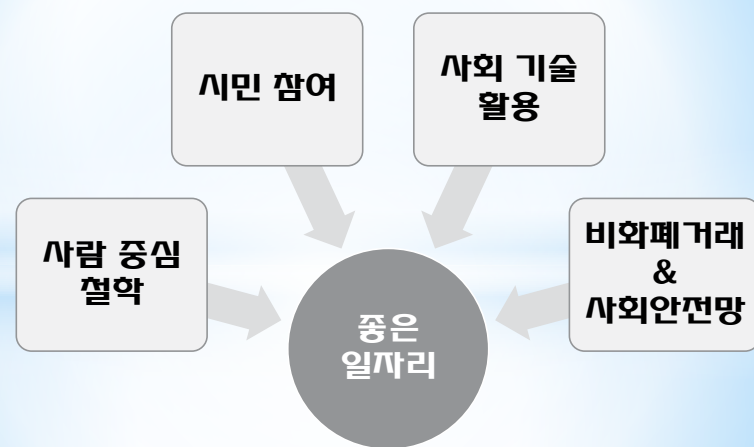 시민 참여
사회 기술
활용
사람 중심
철학
비화폐거래
&
사회안전망
좋은
일자리